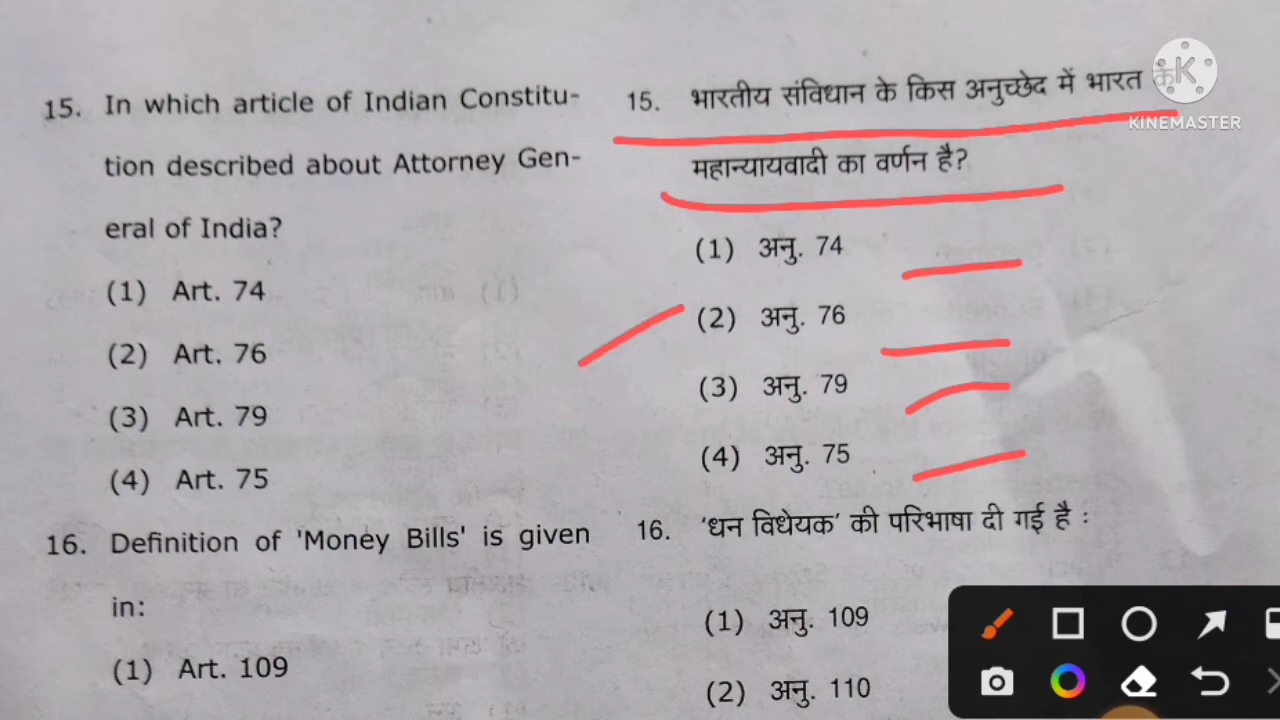 15. In which article of Indian Constitu-
tion described about Attorney Gen-
eral of India?
(1) Art. 74
(2) Art. 76
(3) Art. 79
(4) Art. 75
16. Definition of 'Money Bills' is given
in:
(1) Art. 109
15. भारतीय संविधान के किस अनुच्छेद में भारत के
महान्यायवादी का वर्णन है?
(1) अनु. 74
(2) अनु. 76
(3) अनु. 79
(4) अनु. 75
16. 'धन विधेयक' की परिभाषा दी गई है :
(1) अनु. 109
(2) अनु. 110
K
KINEMASTER